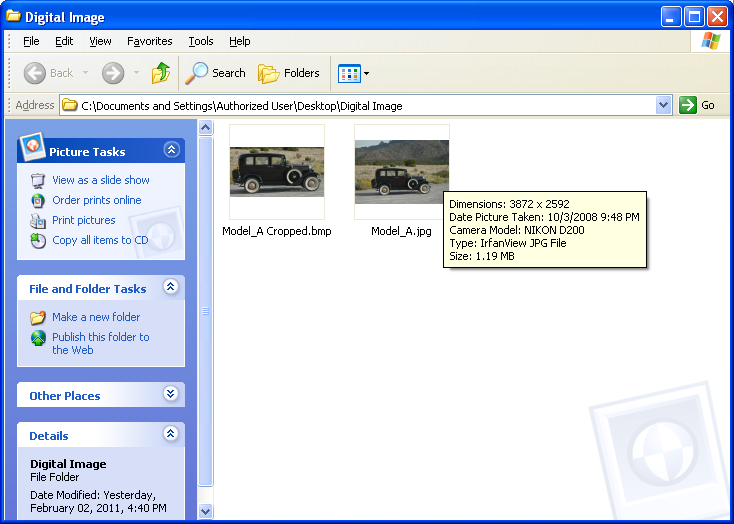 Digital Image
File Edit View Favorites Tools Help
Back Search Folders
Address C:\Documents and Settings\Authorized User\Desktop\Digital Image Go
Picture Tasks
View as a slide show
Order prints online
Print pictures
Copy all items to CD
File and Folder Tasks
Make a new folder
Publish this folder to
the Web
Other Places
Details
Digital Image
File Folder
Date Modified: Yesterday,
February 02, 2011, 4:40 PM
Model_A Cropped.bmp
Model_A.jpg
Dimensions: 3872 x 2592
Date Picture Taken: 10/3/2008 9:48 PM
Camera Model: NIKON D200
Type: IrfanView JPG File
Size: 1.19 MB